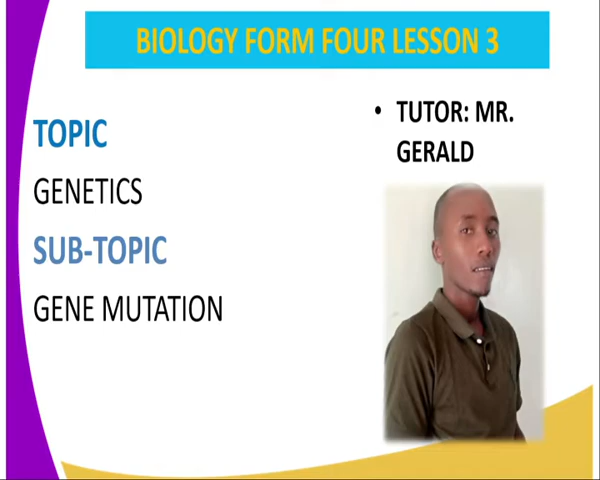 BIOLOGY FORM FOUR LESSON 3
TOPIC
GENETICS
SUB-TOPIC
GENE MUTATION
• TUTOR: MR.
GERALD